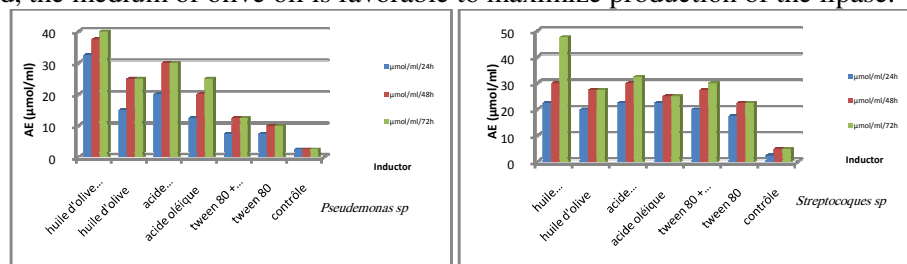 d, the medium of olive oil is favorable to maximize production of the lipase.
AE (µmol/ml)
40
30
20
10
0
µmol/ml/24h
µmol/ml/48h
µmol/ml/72h
Inductor
huile d'olive...
huile d'olive
acide...
acide oléique
tween 80 +...
tween 80
contrôle
Pseudemonas sp
AE (µmol/ml)
50
40
30
20
10
0
µmol/ml/24h
µmol/ml/48h
µmol/ml/72h
Inductor
huile...
huile d'olive
acide...
acide oléique
tween 80 +...
tween 80
contrôle
Streptocoques sp